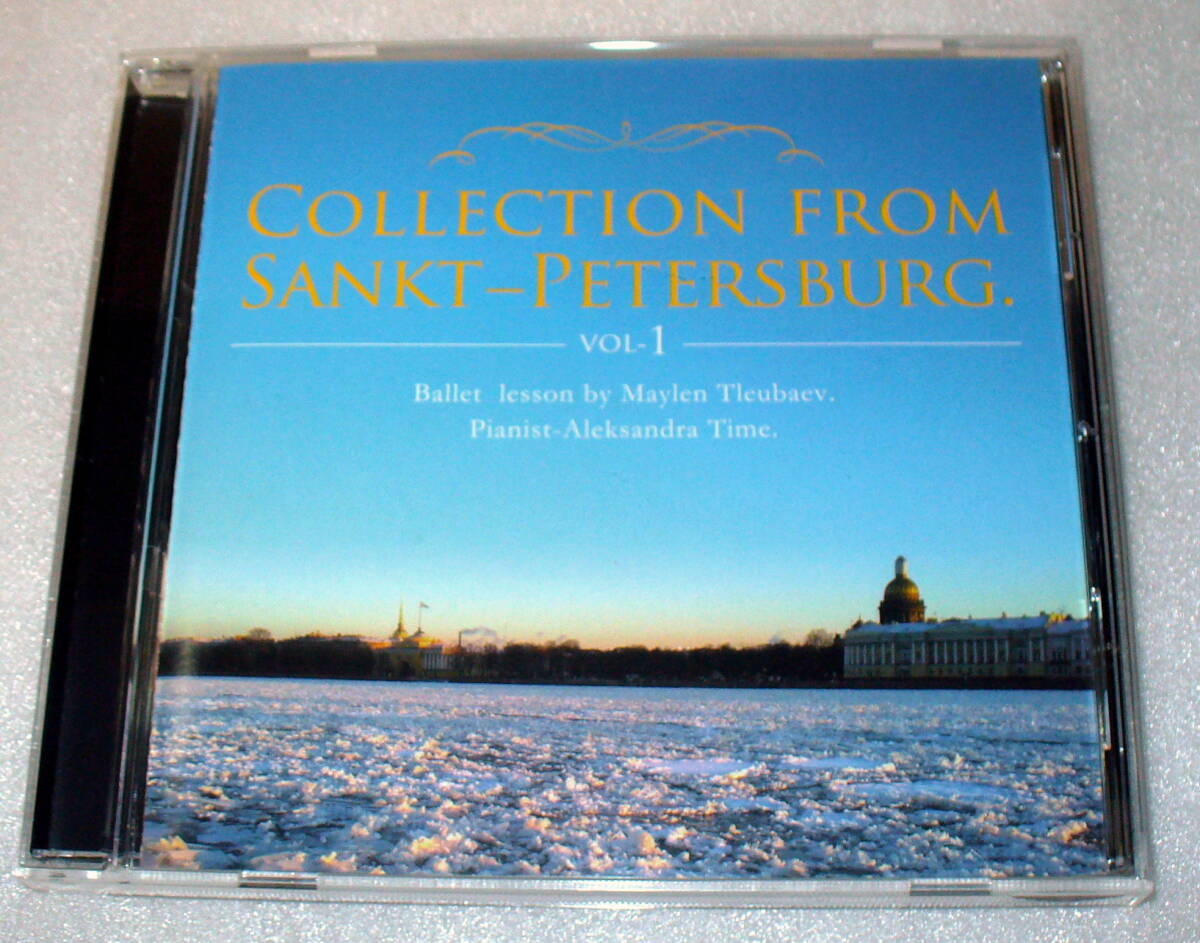 COLLECTION FROM
SANKT-PETERSBURG.
VOL-1
Ballet lesson by Maylen Tleubaev.
Pianist-Aleksandra Time.